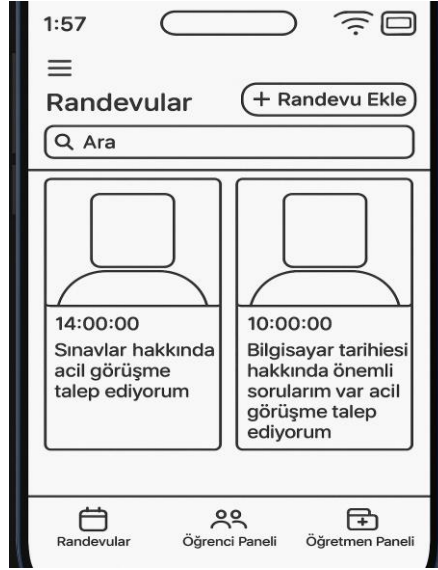 1:57
Randevular
+ Randevu Ekle
Ara
14:00:00
Sınavlar hakkında
acil görüşme
talep ediyorum
10:00:00
Bilgisayar tarihiesi
hakkında önemli
sorularım var acil
görüşme talep
ediyorum
Randevular
Öğrenci Paneli
Öğretmen Paneli